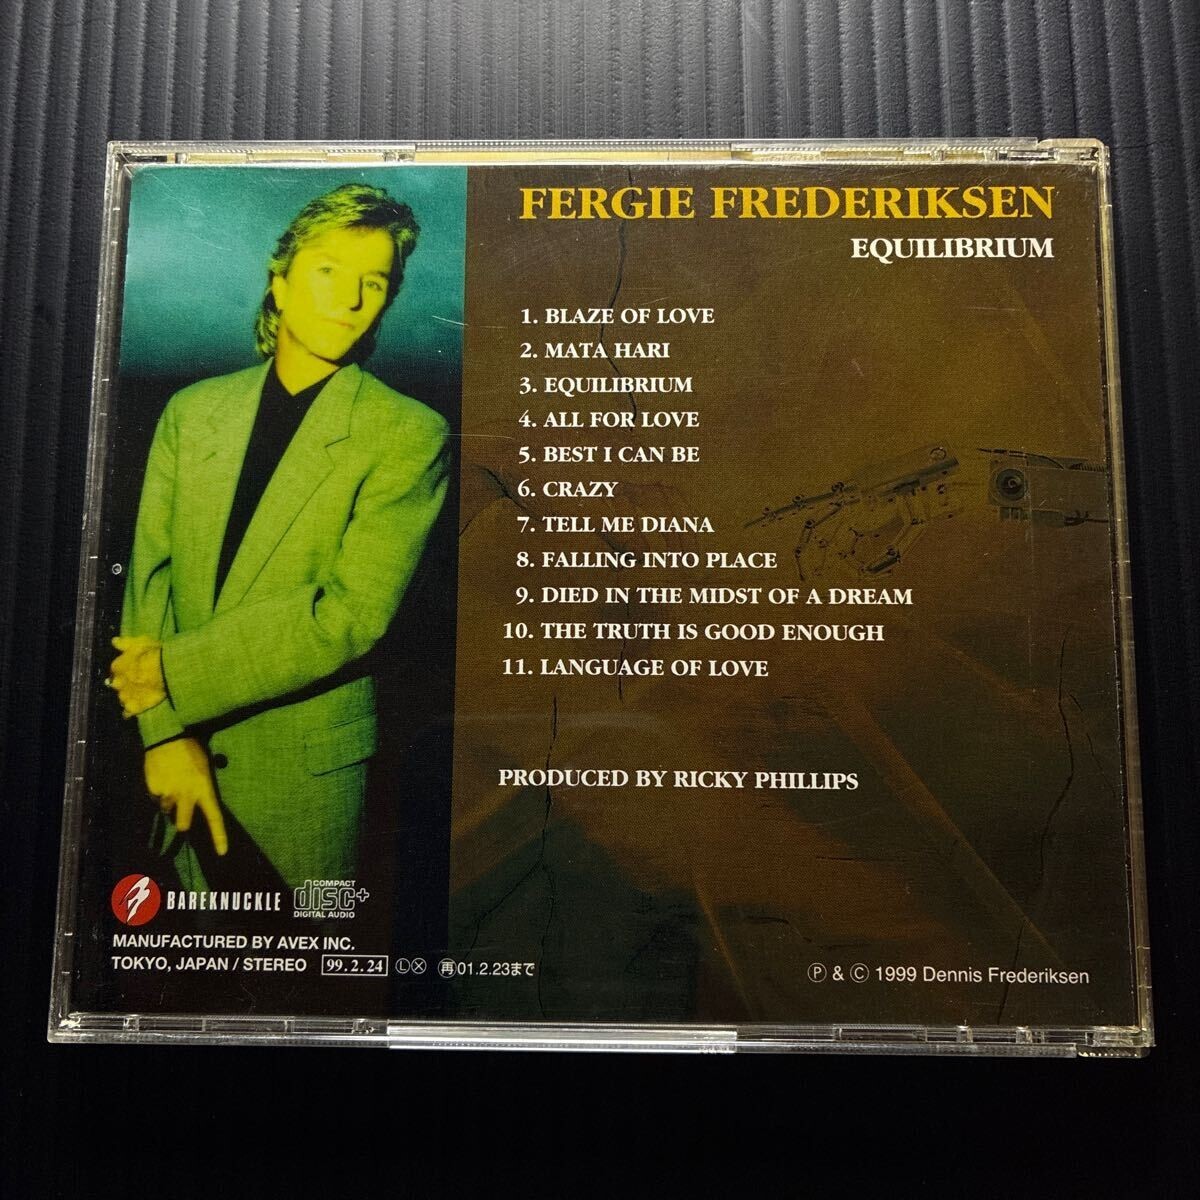 FERGIE FREDERIKSEN
EQUILIBRIUM
1. BLAZE OF LOVE
2. MATA HARI
3. EQUILIBRIUM
4. ALL FOR LOVE
5. BEST I CAN BE
6. CRAZY
7. TELL ME DIANA
8. FALLING INTO PLACE
9. DIED IN THE MIDST OF A DREAM
10. THE TRUTH IS GOOD ENOUGH
11. LANGUAGE OF LOVE
PRODUCED BY RICKY PHILLIPS
BAREKNUCKLE
COMPACT
disc+
DIGITAL AUDIO
MANUFACTURED BY AVEX INC.
TOKYO, JAPAN / STEREO 99.2.24 Ⓛ Ⓧ ㊢01.2.23まで
Ⓟ & Ⓒ 1999 Dennis Frederiksen